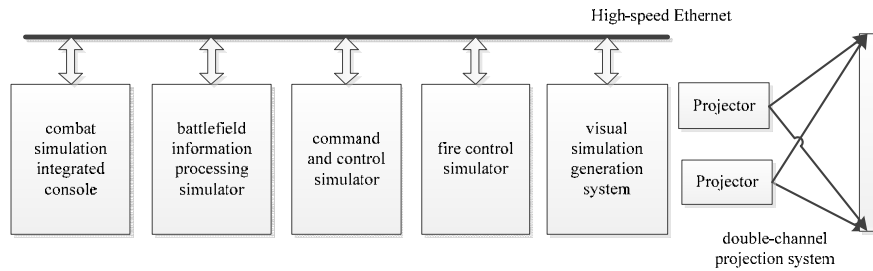 High-speed Ethernet
combat
simulation
integrated
console
battlefield
information
processing
simulator
command
and control
simulator
fire control
simulator
visual
simulation
generation
system
Projector
Projector
double-channel
projection system